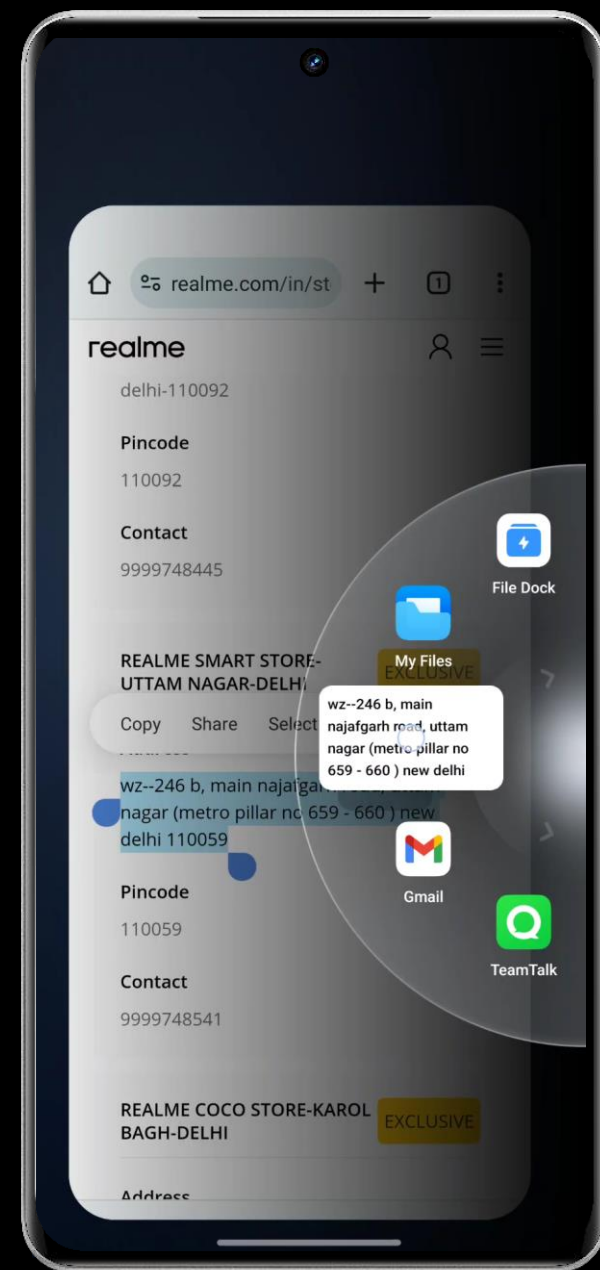 realme.com/in/st
1
realme
delhi-110092
Pincode
110092
Contact
9999748445
REALME SMART STORE-
UTTAM NAGAR-DELHI
EXCLUSIVE
Copy Share Select
Address
wz--246 b, main najafgarh road, uttam
nagar (metro pillar no 659 - 660 ) new
delhi 110059
Pincode
110059
Contact
9999748541
REALME COCO STORE-KAROL
BAGH-DELHI
EXCLUSIVE
Address
File Dock
My Files
wz--246 b, main
najafgarh road, uttam
nagar (metro pillar no
659 - 660 ) new delhi
Gmail
TeamTalk